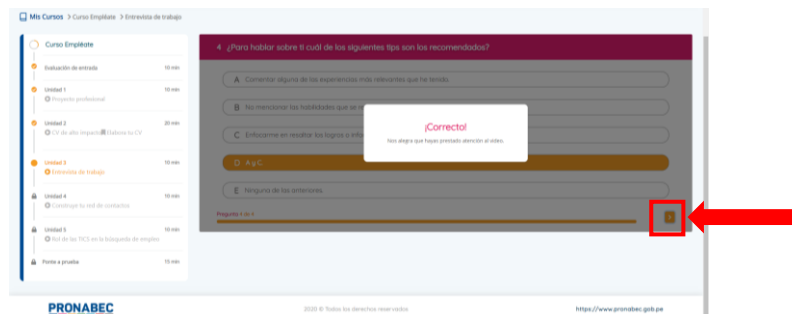 Mis Cursos > Curso Empléate > Entrevista de trabajo
Curso Empléate
Evaluación de entrada 10 min
Unidad 1 10 min
Proyecto profesional
Unidad 2 20 min
CV de alto impacto Elabora tu CV
Unidad 3 10 min
Entrevista de trabajo
Unidad 4 10 min
Construye tu red de contactos
Unidad 5 10 min
Rol de las TICS en la búsqueda de empleo
Ponte a prueba 15 min
4 ¿Para hablar sobre ti cuál de los siguientes tips son los recomendados?
A Comentar alguna de las experiencias más relevantes que he tenido.
B No mencionar las habilidades que se
C Enfocarme en resaltar los logros
D A y C
E Ninguna de las anteriores.
¡Correcto!
Nos alegra que hayas prestado atención al video.
Pregunta 4 de 4
PRONABEC
2020 © Todos los derechos reservados
https://www.pronabec.gob.pe